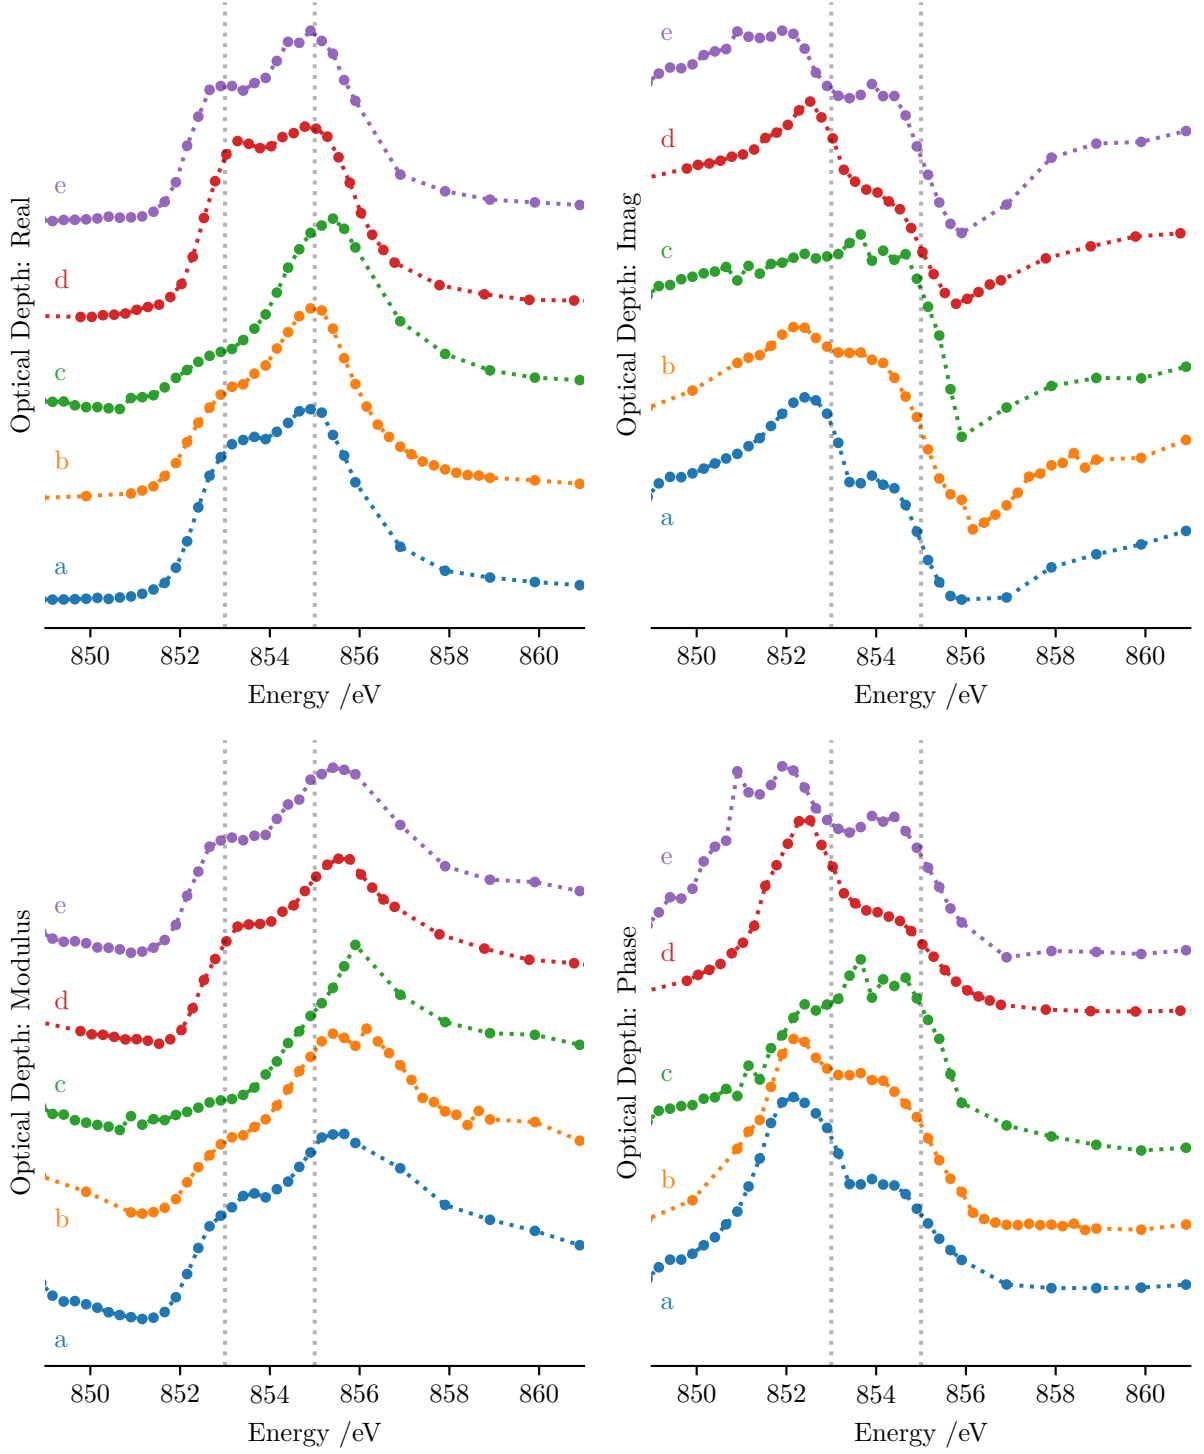 Optical Depth: Real
e
d
c
b
a
850 852 854 856 858 860
Energy /eV
Optical Depth: Imag
e
d
c
b
a
850 852 854 856 858 860
Energy /eV
Optical Depth: Modulus
e
d
c
b
a
850 852 854 856 858 860
Energy /eV
Optical Depth: Phase
e
d
c
b
a
850 852 854 856 858 860
Energy /eV